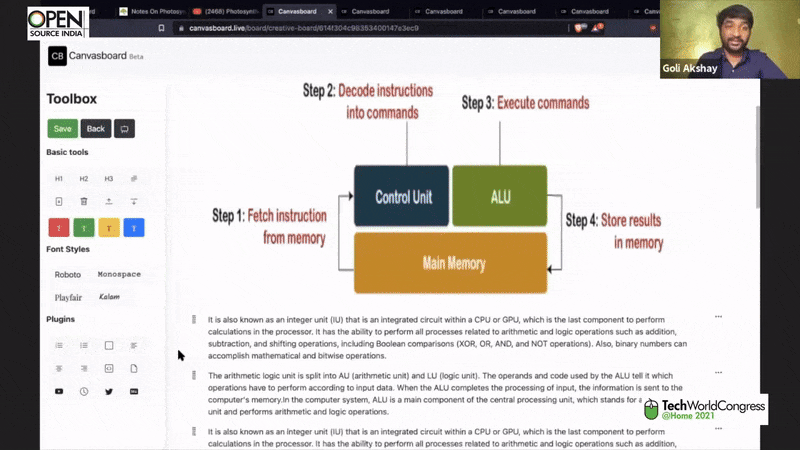 OPEN
SOURCE INDIA
Notes On Photosyn
(2466) Photosynth
Canvasboard
Canvasboard
Canvasboard
Canvasboard
Canvasboard
canvasboard.live/board/creative-board/614f304c98353400147e3ec9
CB Canvasboard Beta
Goli Akshay
Toolbox
Save Back
Basic tools
H1 H2 H3
T T T T
Font Styles
Roboto Monospace
Playfair Kalam
Plugins
Step 2: Decode instructions
into commands
Step 3: Execute commands
Control Unit
ALU
Step 1: Fetch instruction
from memory
Step 4: Store results
in memory
Main Memory
It is also known as an integer unit (IU) that is an integrated circuit within a CPU or GPU, which is the last component to perform
calculations in the processor. It has the ability to perform all processes related to arithmetic and logic operations such as addition,
subtraction, and shifting operations, including Boolean comparisons (XOR, OR, AND, and NOT operations). Also, binary numbers can
accomplish mathematical and bitwise operations.
The arithmetic logic unit is split into AU (arithmetic unit) and LU (logic unit). The operands and code used by the ALU tell it which
operations have to perform according to input data. When the ALU completes the processing of input, the information is sent to the
computer's memory.In the computer system, ALU is a main component of the central processing unit, which stands for a
unit and performs arithmetic and logic operations.
It is also known as an integer unit (IU) that is an integrated circuit within a CPU or GPU, which is the last
calculations in the processor. It has the ability to perform all processes related to arithmetic and logic operations such as addition,
TechWorldCongress
@Home 2021